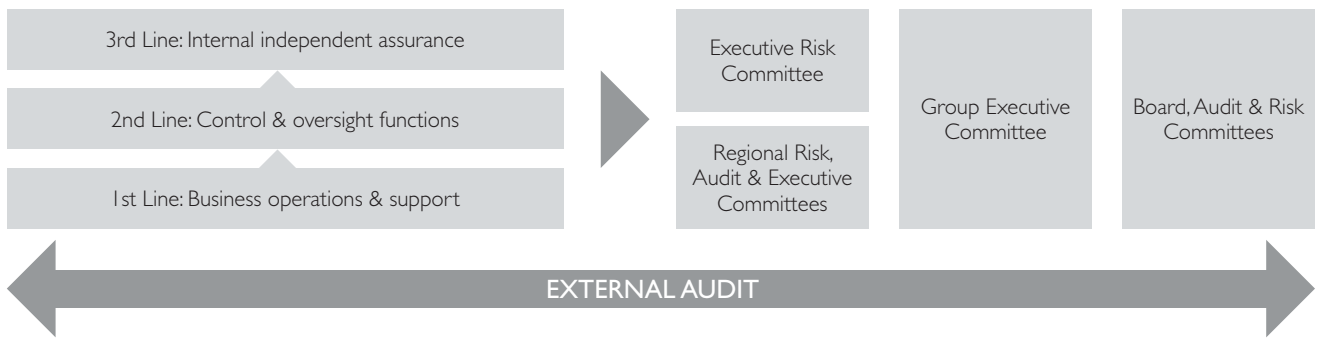 3rd Line: Internal independent assurance
2nd Line: Control & oversight functions
1st Line: Business operations & support
Executive Risk
Committee
Regional Risk,
Audit & Executive
Committees
Group Executive
Committee
Board, Audit & Risk
Committees
EXTERNAL AUDIT